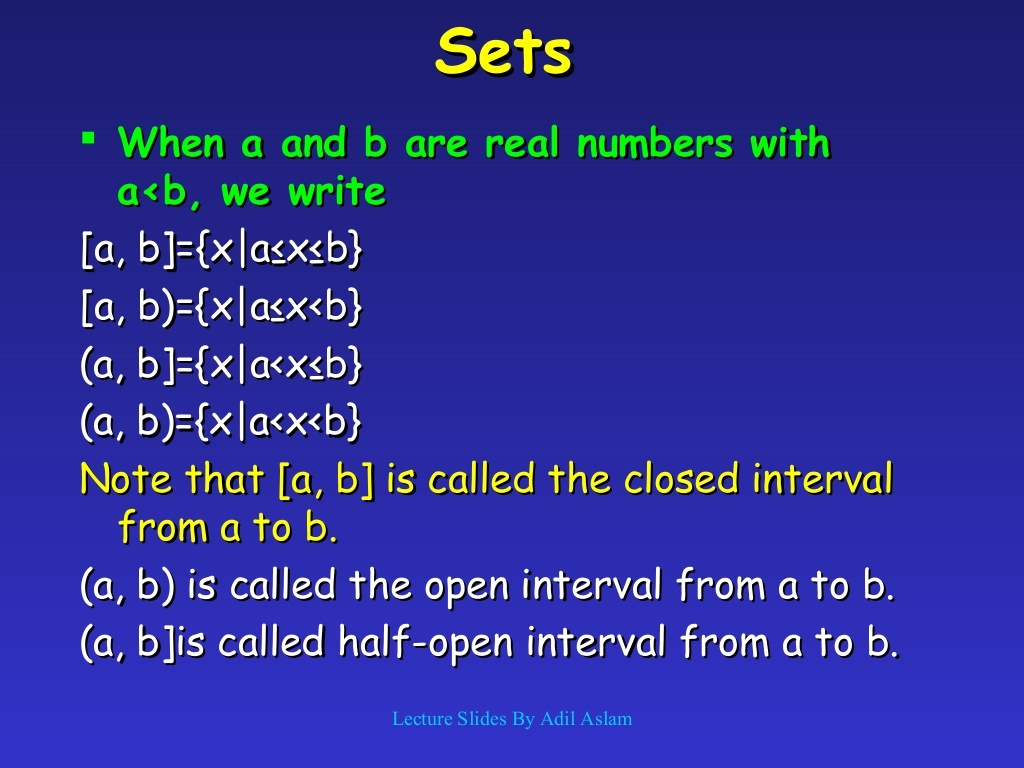 Sets
▪ When a and b are real numbers with
a<b, we write
[a, b]={x|a≤x≤b}
[a, b)={x|a≤x<b}
(a, b]={x|a<x≤b}
(a, b)={x|a<x<b}
Note that [a, b] is called the closed interval
from a to b.
(a, b) is called the open interval from a to b.
(a, b]is called half-open interval from a to b.
Lecture Slides By Adil Aslam